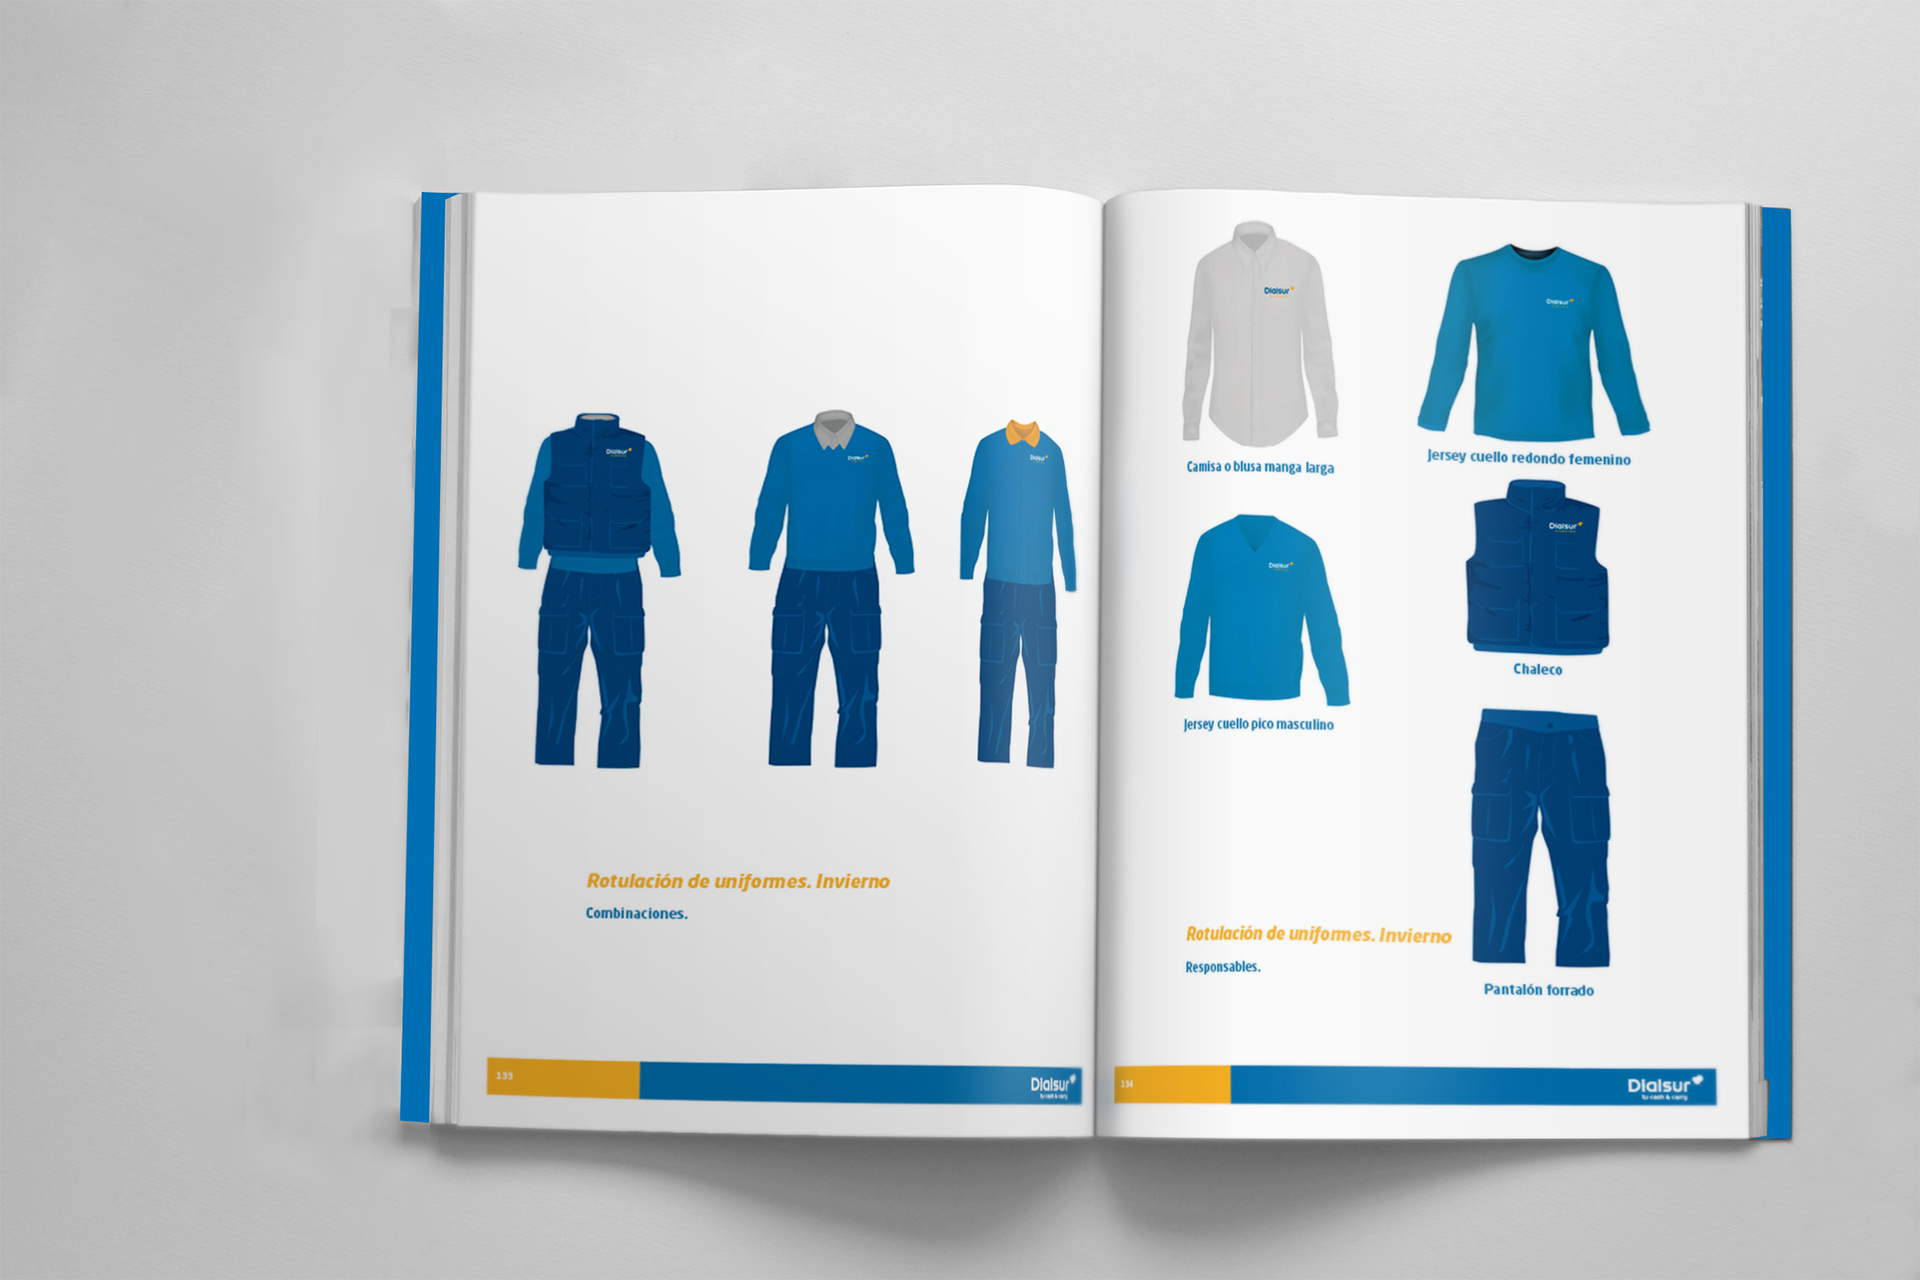 Dialsur
Dialsur
Dialsur
Rotulación de uniformes. Invierno
Combinaciones.
133
Dialsur
tu cash & carry
Dialsur
Camisa o blusa manga larga
Dialsur
Jersey cuello redondo femenino
Dialsur
Jersey cuello pico masculino
Dialsur
Chaleco
Pantalón forrado
Rotulación de uniformes. Invierno
Responsables.
134
Dialsur
tu cash & carry